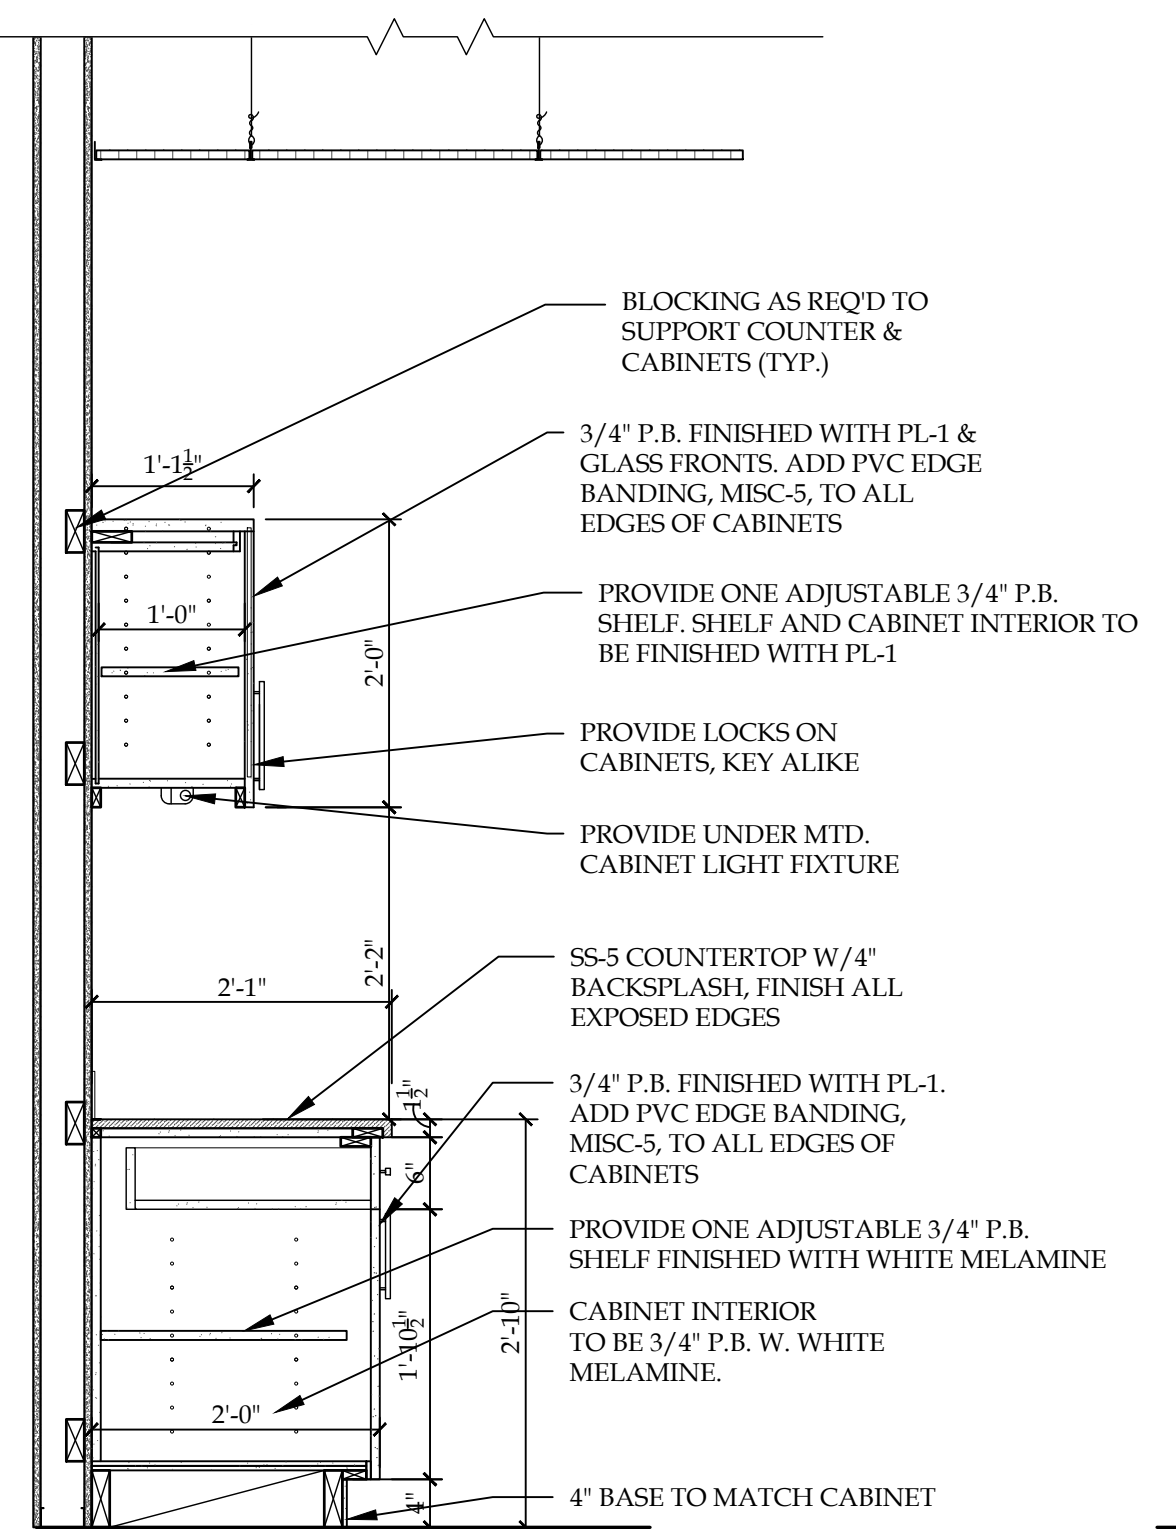 BLOCKING AS REQ'D TO
SUPPORT COUNTER &
CABINETS (TYP.)
3/4" P.B. FINISHED WITH PL-1 &
GLASS FRONTS. ADD PVC EDGE
BANDING, MISC-5, TO ALL
EDGES OF CABINETS
1'-1 1/2"
PROVIDE ONE ADJUSTABLE 3/4" P.B.
SHELF. SHELF AND CABINET INTERIOR TO
BE FINISHED WITH PL-1
1'-0"
2'-0"
PROVIDE LOCKS ON
CABINETS, KEY ALIKE
PROVIDE UNDER MTD.
CABINET LIGHT FIXTURE
SS-5 COUNTERTOP W/4"
BACKSPLASH, FINISH ALL
EXPOSED EDGES
2'-2"
2'-1"
3/4" P.B. FINISHED WITH PL-1.
ADD PVC EDGE BANDING,
MISC-5, TO ALL EDGES OF
CABINETS
1 1/2"
6"
PROVIDE ONE ADJUSTABLE 3/4" P.B.
SHELF FINISHED WITH WHITE MELAMINE
CABINET INTERIOR
TO BE 3/4" P.B. W. WHITE
MELAMINE.
1'-10 1/2"
2'-10"
2'-0"
4"
4" BASE TO MATCH CABINET